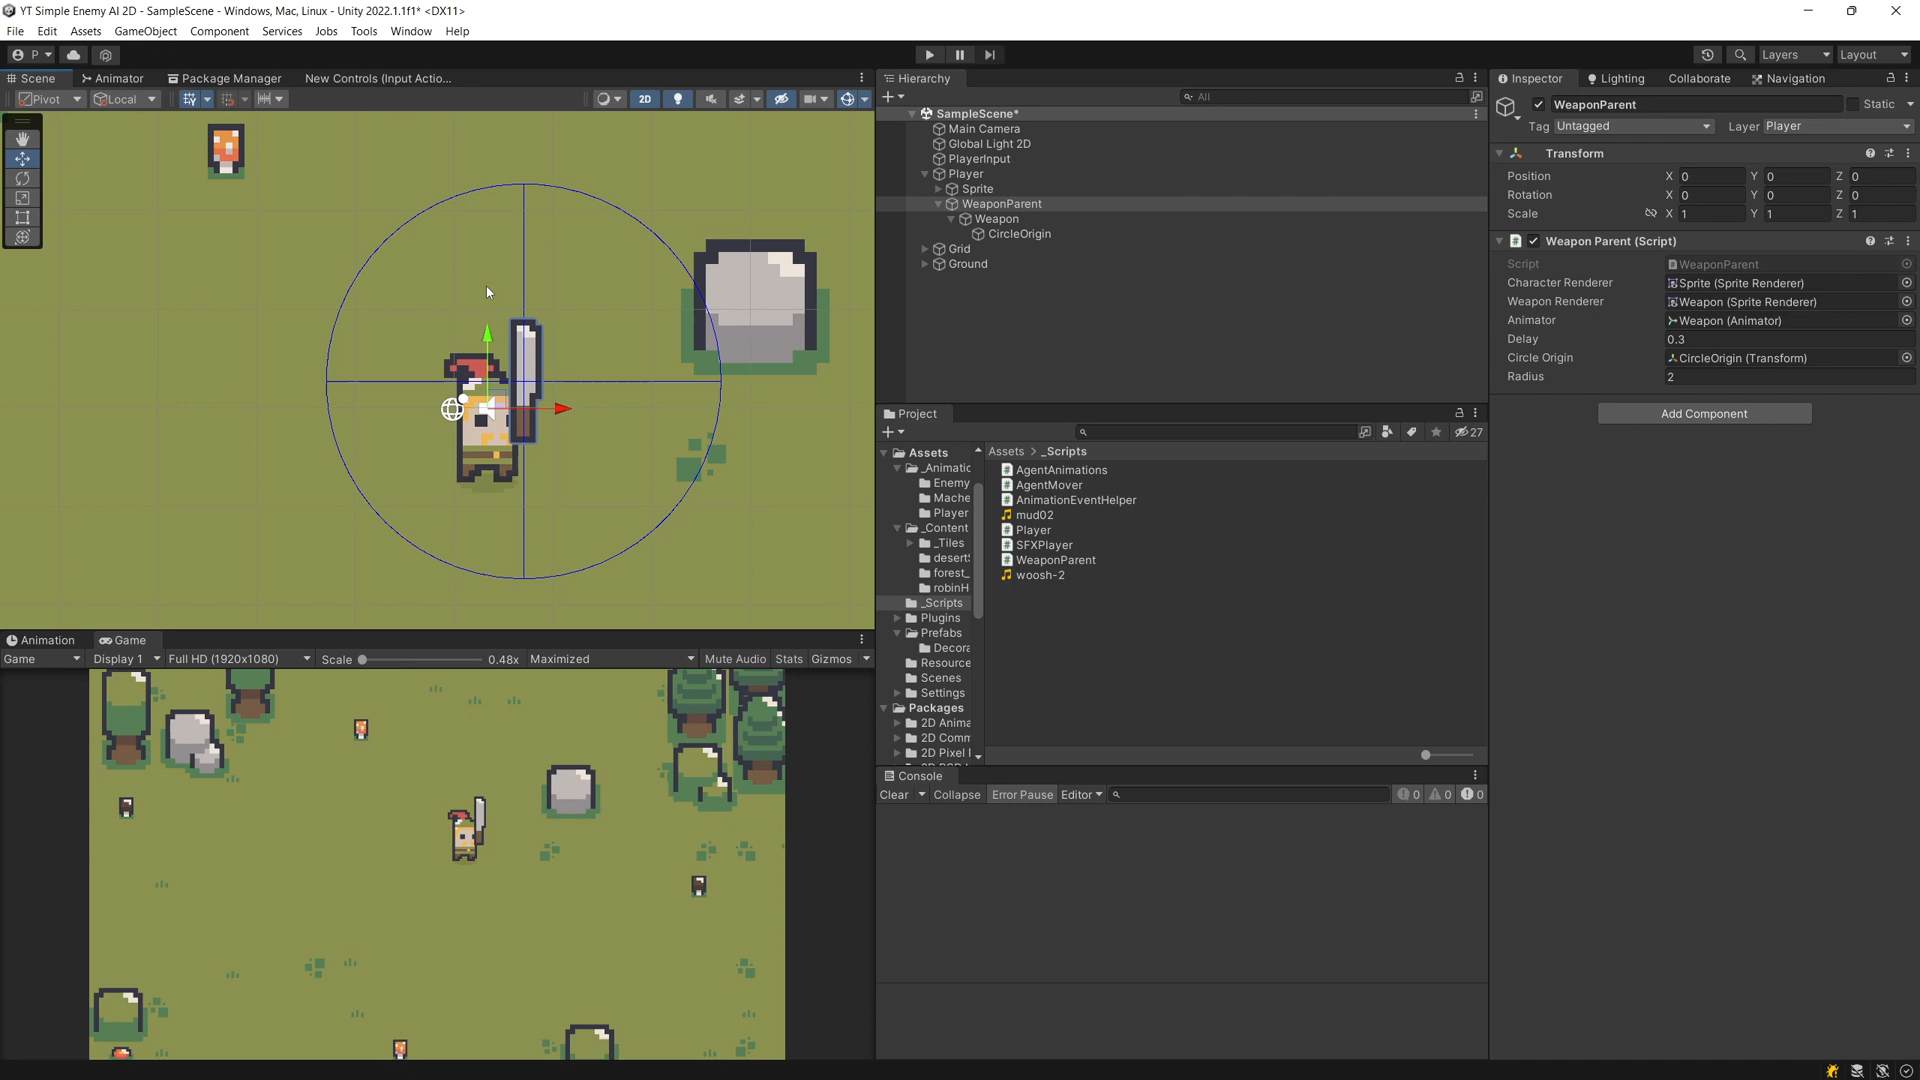 YT Simple Enemy AI 2D - SampleScene - Windows, Mac, Linux - Unity 2022.1.1f1* <DX11>
File Edit Assets GameObject Component Services Jobs Tools Window Help
P Layers Layout
Scene Animator Package Manager New Controls (Input Actio...
Pivot Local 2D
Hierarchy
All
SampleScene*
Main Camera
Global Light 2D
PlayerInput
Player
Sprite
WeaponParent
Weapon
CircleOrigin
Grid
Ground
Inspector Lighting Collaborate Navigation
WeaponParent Static
Tag Untagged Layer Player
Transform
Position X 0 Y 0 Z 0
Rotation X 0 Y 0 Z 0
Scale X 1 Y 1 Z 1
Weapon Parent (Script)
Script WeaponParent
Character Renderer Sprite (Sprite Renderer)
Weapon Renderer Weapon (Sprite Renderer)
Animator Weapon (Animator)
Delay 0.3
Circle Origin CircleOrigin (Transform)
Radius 2
Add Component
Project
27
Assets
_Animatic
Enemy
Mache
Player
_Content
_Tiles
desert
forest_
robinH
_Scripts
Plugins
Prefabs
Decora
Resource
Scenes
Settings
Packages
2D Anima
2D Comm
2D Pixel
Assets > _Scripts
AgentAnimations
AgentMover
AnimationEventHelper
mud02
Player
SFXPlayer
WeaponParent
woosh-2
Animation Game
Game Display 1 Full HD (1920x1080) Scale 0.48x Maximized Mute Audio Stats Gizmos
Console
Clear Collapse Error Pause Editor 0 0 0